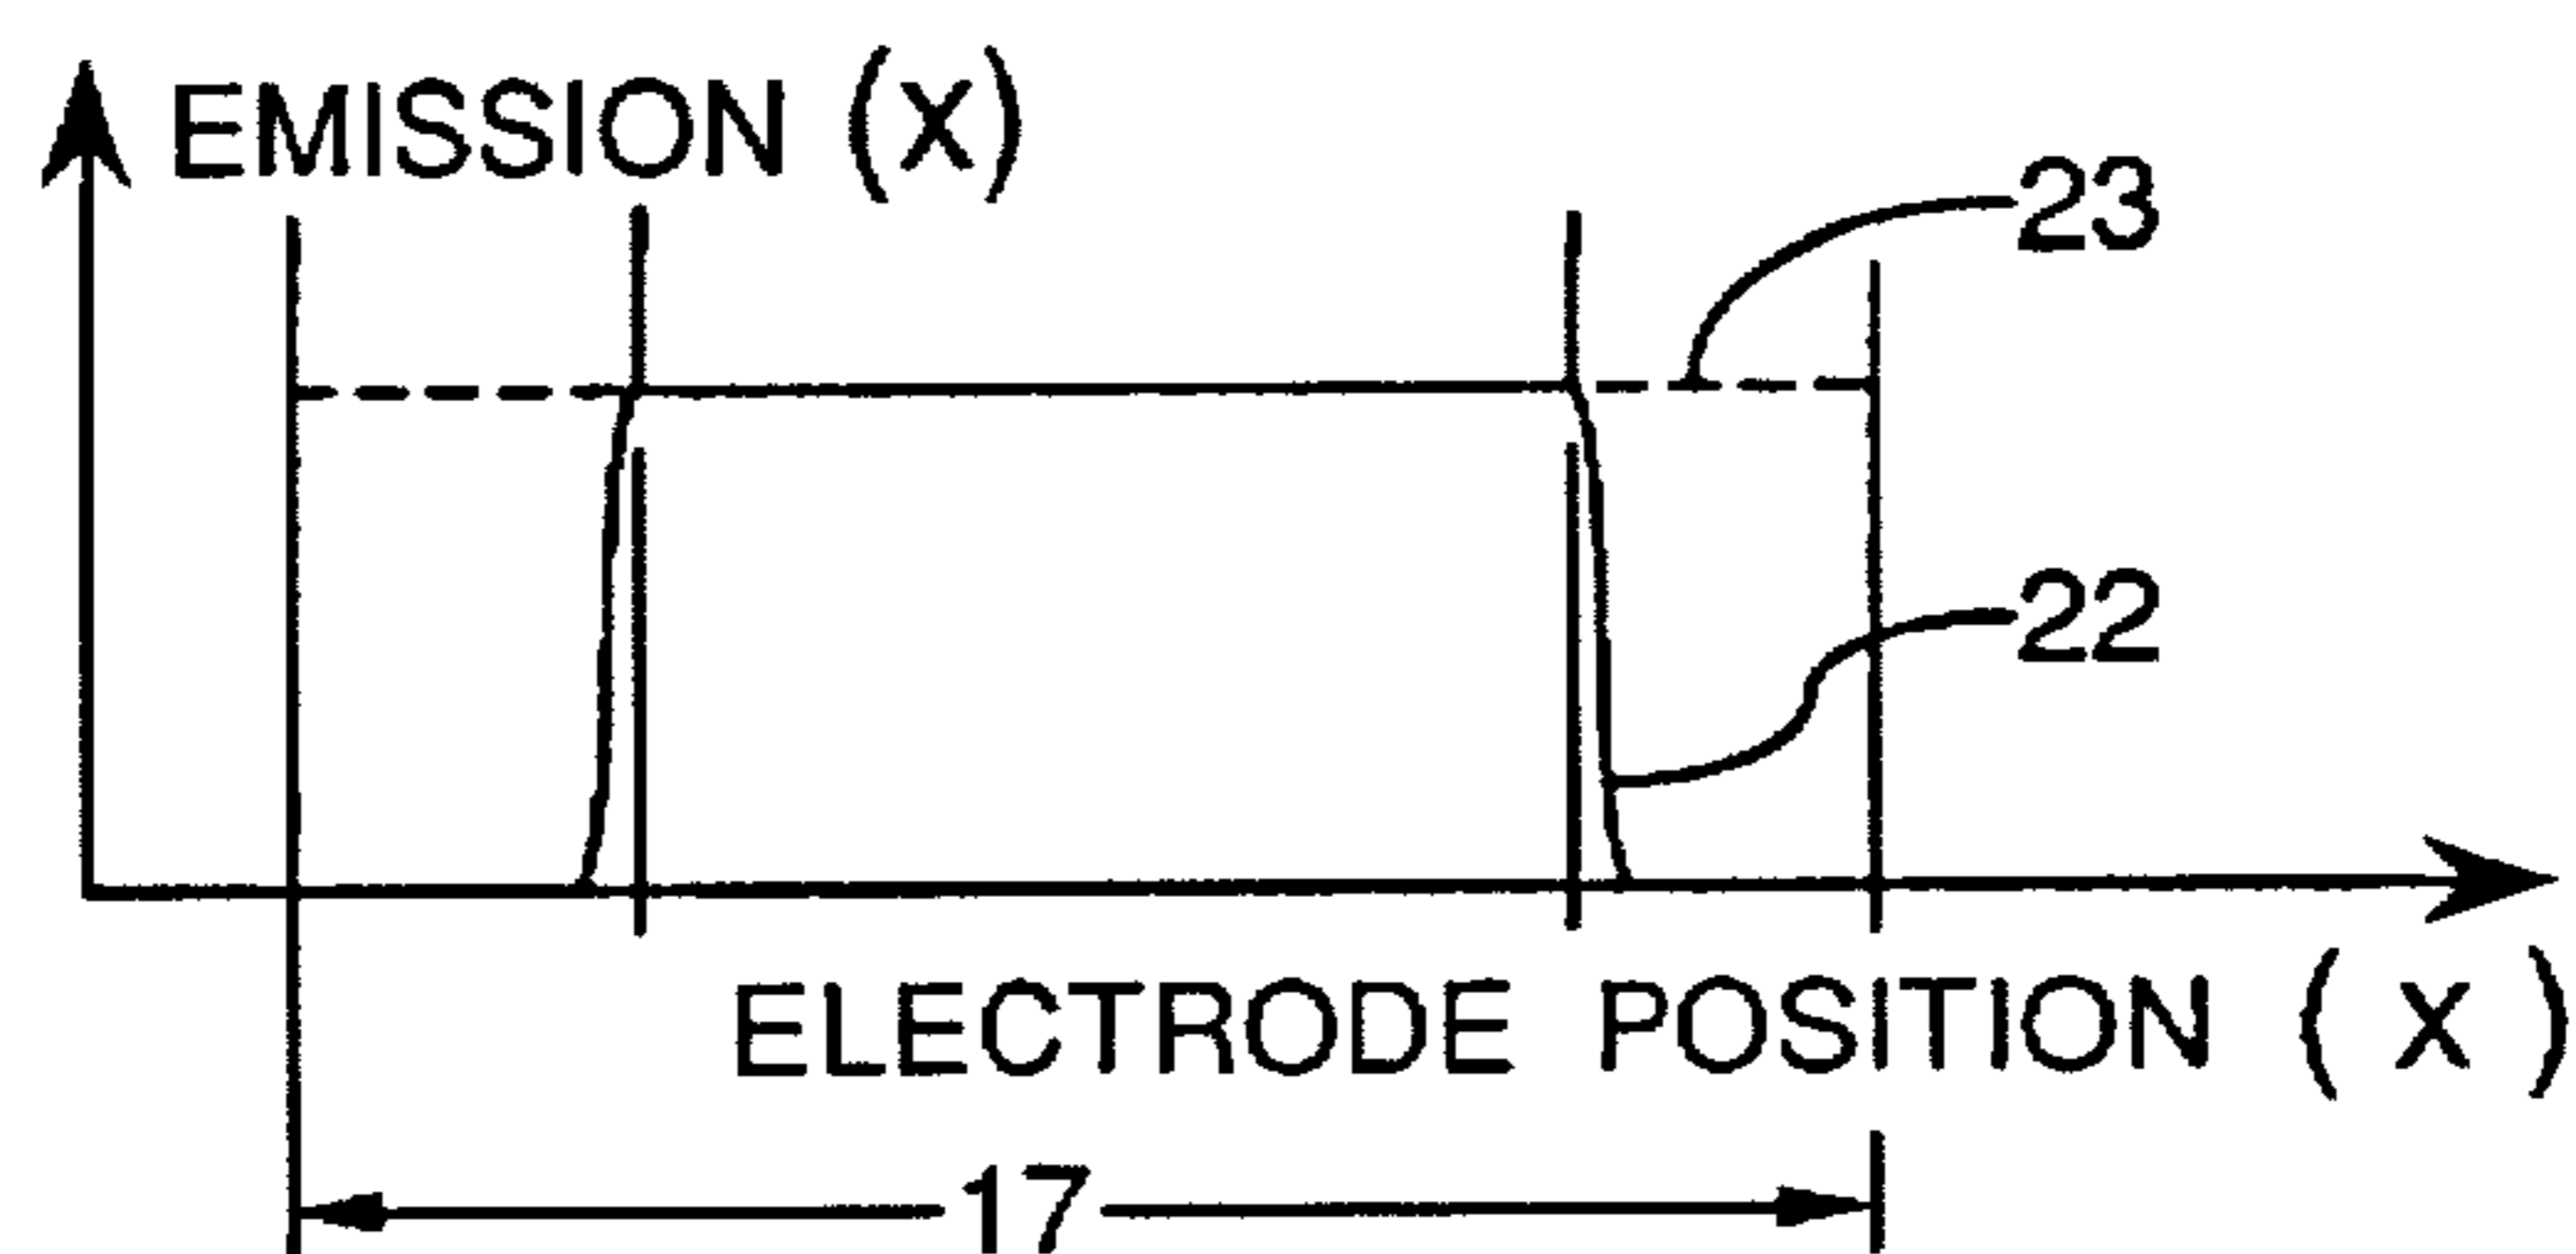 EMISSION (X)
23
22
ELECTRODE POSITION ( X )
17